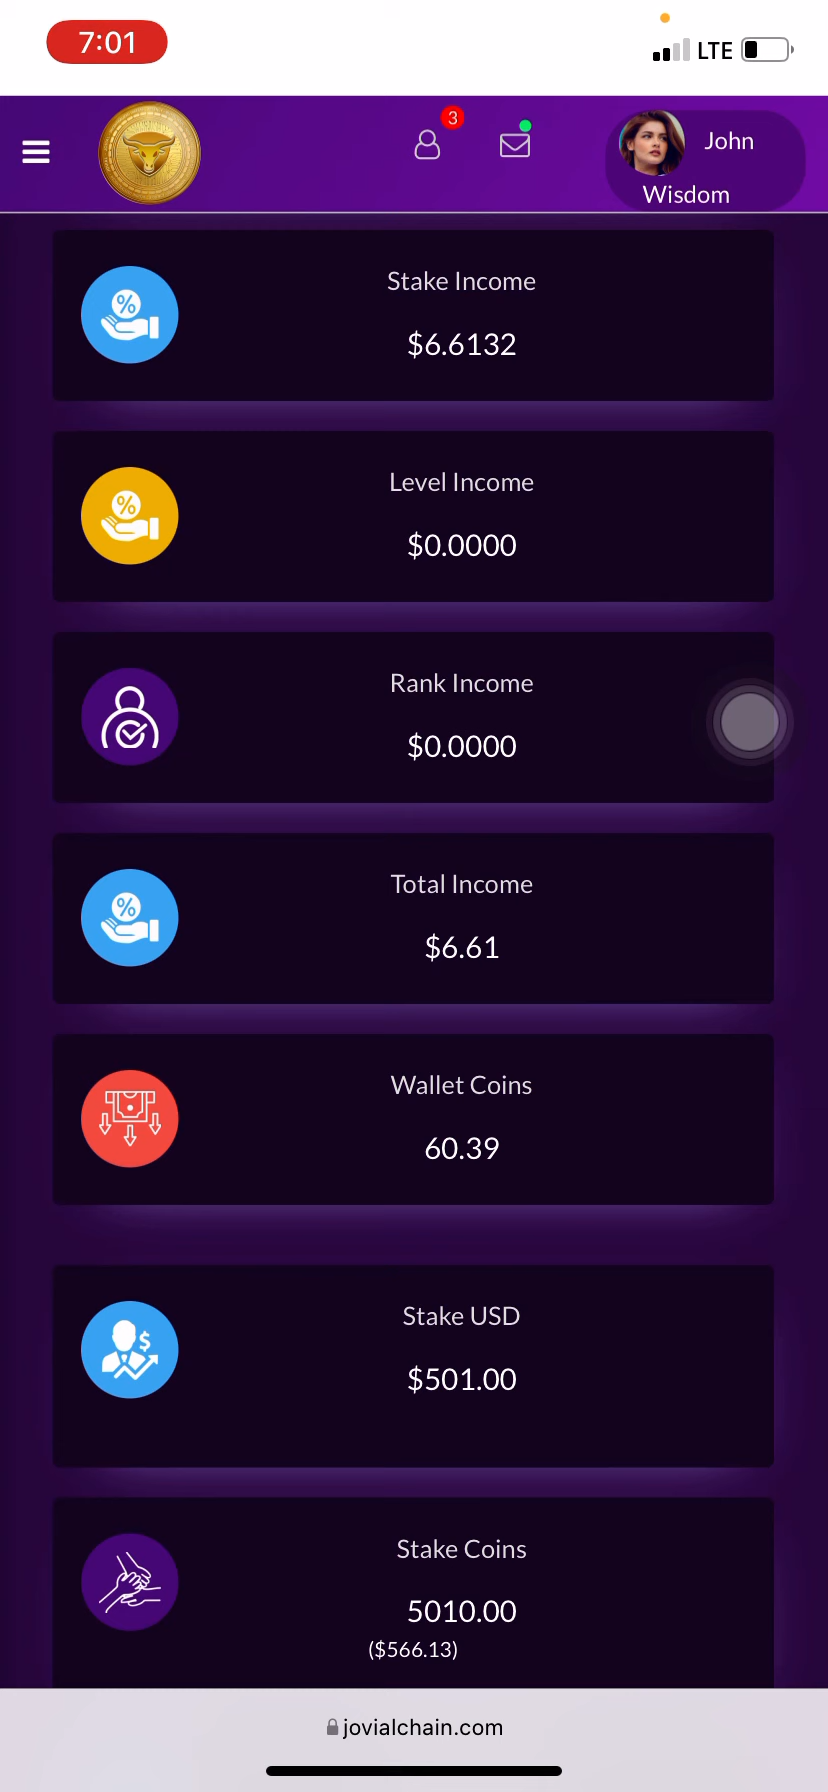 7:01
LTE
3
John
Wisdom
Stake Income
$6.6132
Level Income
$0.0000
Rank Income
$0.0000
Total Income
$6.61
Wallet Coins
60.39
Stake USD
$501.00
Stake Coins
5010.00
($566.13)
jovialchain.com